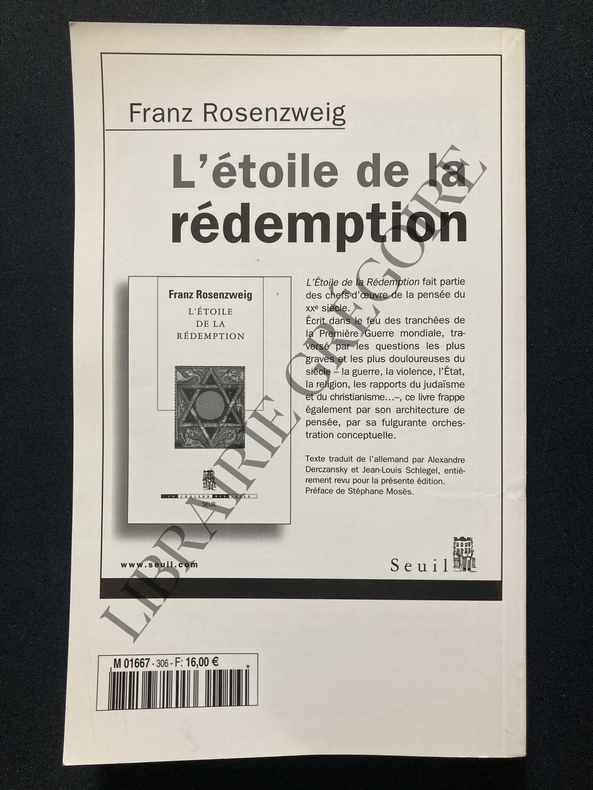 Franz Rosenzweig
L'étoile de la
rédemption
Franz Rosenzweig
L'ÉTOILE
DE LA
RÉDEMPTION
SEUIL
L'Étoile de la Rédemption fait partie
des chefs-d'œuvre de la pensée du
XXe siècle.
Écrit dans le feu des tranchées de
la Première Guerre mondiale, tra-
versé par les questions les plus
graves et les plus douloureuses du
siècle – la guerre, la violence, l'État,
la religion, les rapports du judaïsme
et du christianisme...–, ce livre frappe
également par son architecture de
pensée, par sa fulgurante orches-
tration conceptuelle.
Texte traduit de l'allemand par Alexandre
Derczansky et Jean-Louis Schlegel, entiè-
rement revu pour la présente édition.
Préface de Stéphane Mosès.
www.seuil.com
Seuil
M 01667 - 306 - F: 16,00 €
LIBRAIRIE GRÉGOIRE